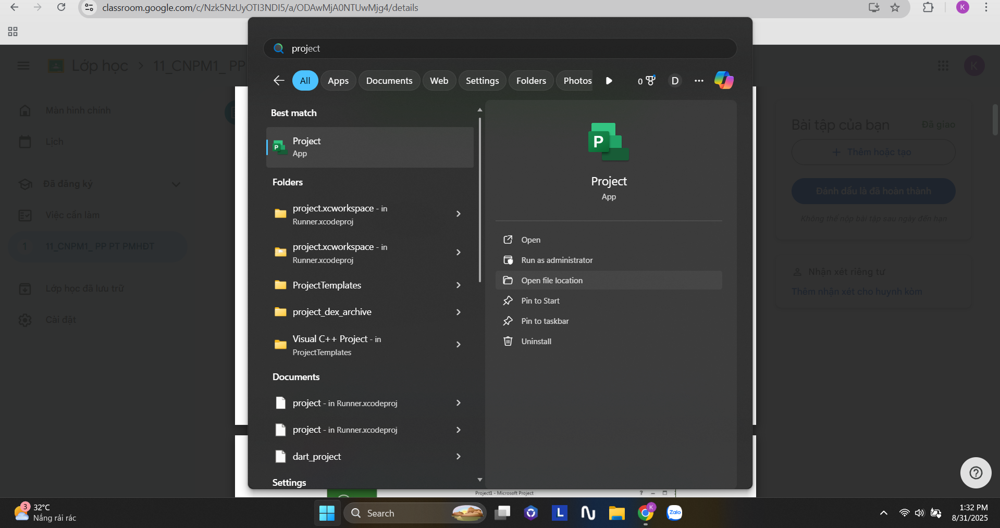 classroom.google.com/c/Nzk5NzUyOTI3NDI5/a/ODAwMjA0NTUwMjg4/details
K
project
All
Apps
Documents
Web
Settings
Folders
Photos
0
D
Lớp học
11_CNPM1_ PP
K
Màn hình chính
Lịch
Đã đăng ký
Việc cần làm
1
11_CNPM1_ PP PT PMHĐT
Lớp học đã lưu trữ
Cài đặt
Best match
P
Project
App
Folders
project.xcworkspace - in
Runner.xcodeproj
project.xcworkspace - in
Runner.xcodeproj
ProjectTemplates
project_dex_archive
Visual C++ Project - in
ProjectTemplates
Documents
project - in Runner.xcodeproj
project - in Runner.xcodeproj
dart_project
Settings
P
Project
App
Open
Run as administrator
Open file location
Pin to Start
Pin to taskbar
Uninstall
Bài tập của bạn
Đã giao
+ Thêm hoặc tạo
Đánh dấu là đã hoàn thành
Không thể nộp bài tập sau ngày đến hạn
Nhận xét riêng tư
Thêm nhận xét cho huynh kòm
Project1 - Microsoft Project
?
3
32°C
Nắng rải rác
Search
L
K
Zalo
1:32 PM
8/31/2025